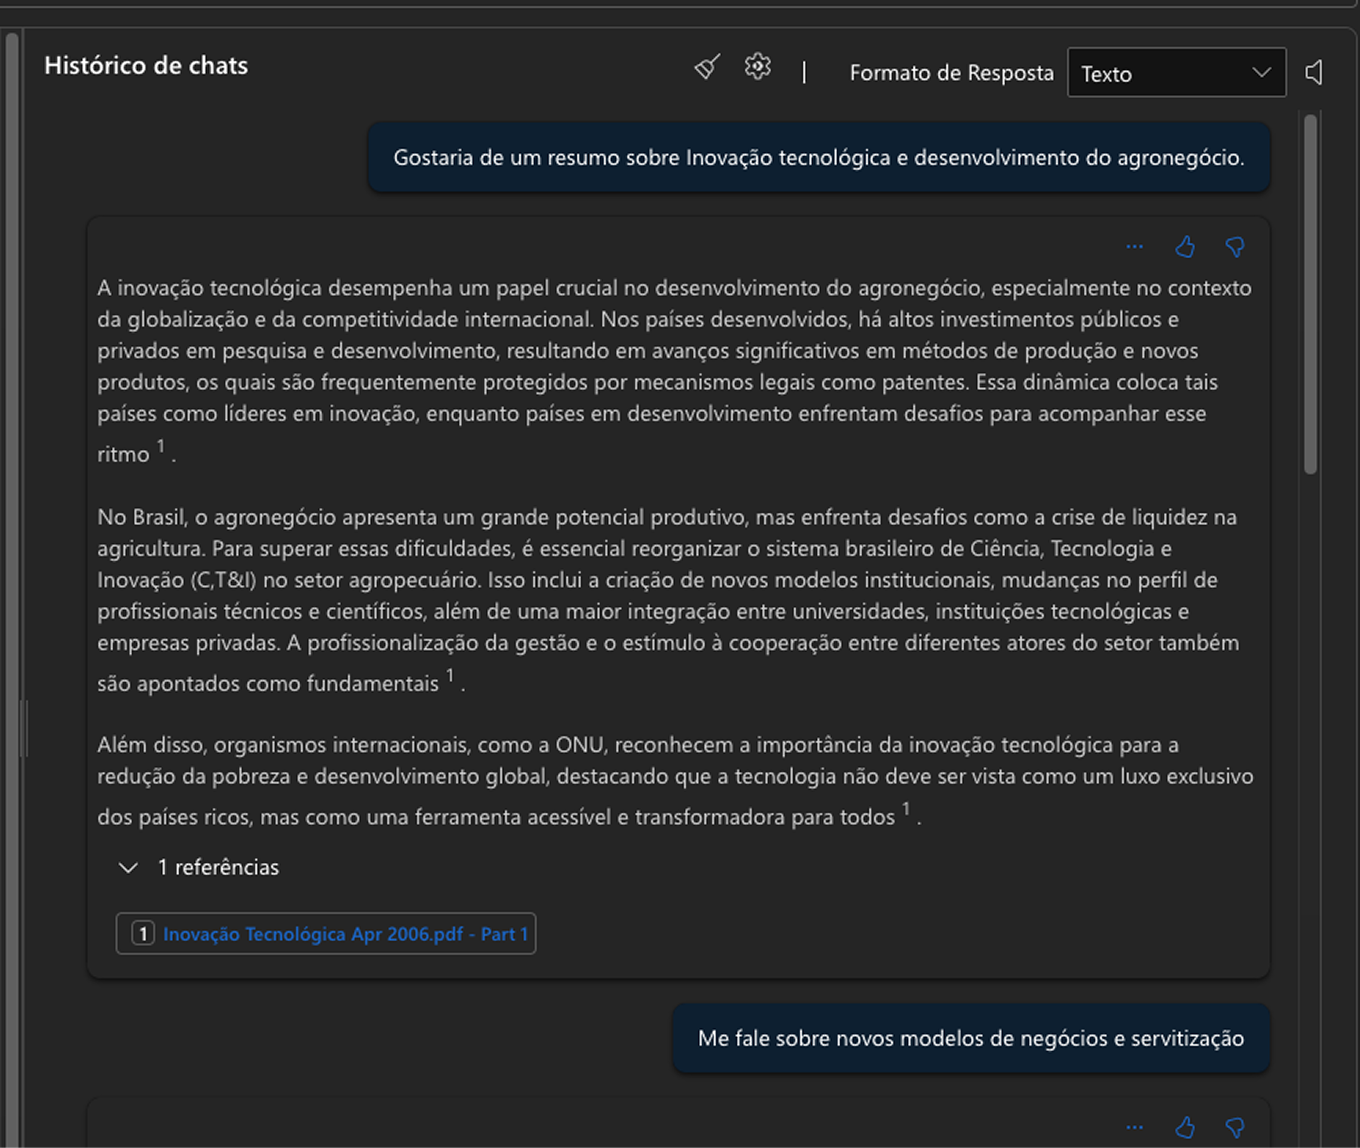 Histórico de chats
|
Formato de Resposta
Texto
Gostaria de um resumo sobre Inovação tecnológica e desenvolvimento do agronegócio.
A inovação tecnológica desempenha um papel crucial no desenvolvimento do agronegócio, especialmente no contexto
da globalização e da competitividade internacional. Nos países desenvolvidos, há altos investimentos públicos e
privados em pesquisa e desenvolvimento, resultando em avanços significativos em métodos de produção e novos
produtos, os quais são frequentemente protegidos por mecanismos legais como patentes. Essa dinâmica coloca tais
países como líderes em inovação, enquanto países em desenvolvimento enfrentam desafios para acompanhar esse
ritmo 1 .
No Brasil, o agronegócio apresenta um grande potencial produtivo, mas enfrenta desafios como a crise de liquidez na
agricultura. Para superar essas dificuldades, é essencial reorganizar o sistema brasileiro de Ciência, Tecnologia e
Inovação (C,T&I) no setor agropecuário. Isso inclui a criação de novos modelos institucionais, mudanças no perfil de
profissionais técnicos e científicos, além de uma maior integração entre universidades, instituições tecnológicas e
empresas privadas. A profissionalização da gestão e o estímulo à cooperação entre diferentes atores do setor também
são apontados como fundamentais 1 .
Além disso, organismos internacionais, como a ONU, reconhecem a importância da inovação tecnológica para a
redução da pobreza e desenvolvimento global, destacando que a tecnologia não deve ser vista como um luxo exclusivo
dos países ricos, mas como uma ferramenta acessível e transformadora para todos 1 .
1 referências
1 Inovação Tecnológica Apr 2006.pdf - Part 1
Me fale sobre novos modelos de negócios e servitização